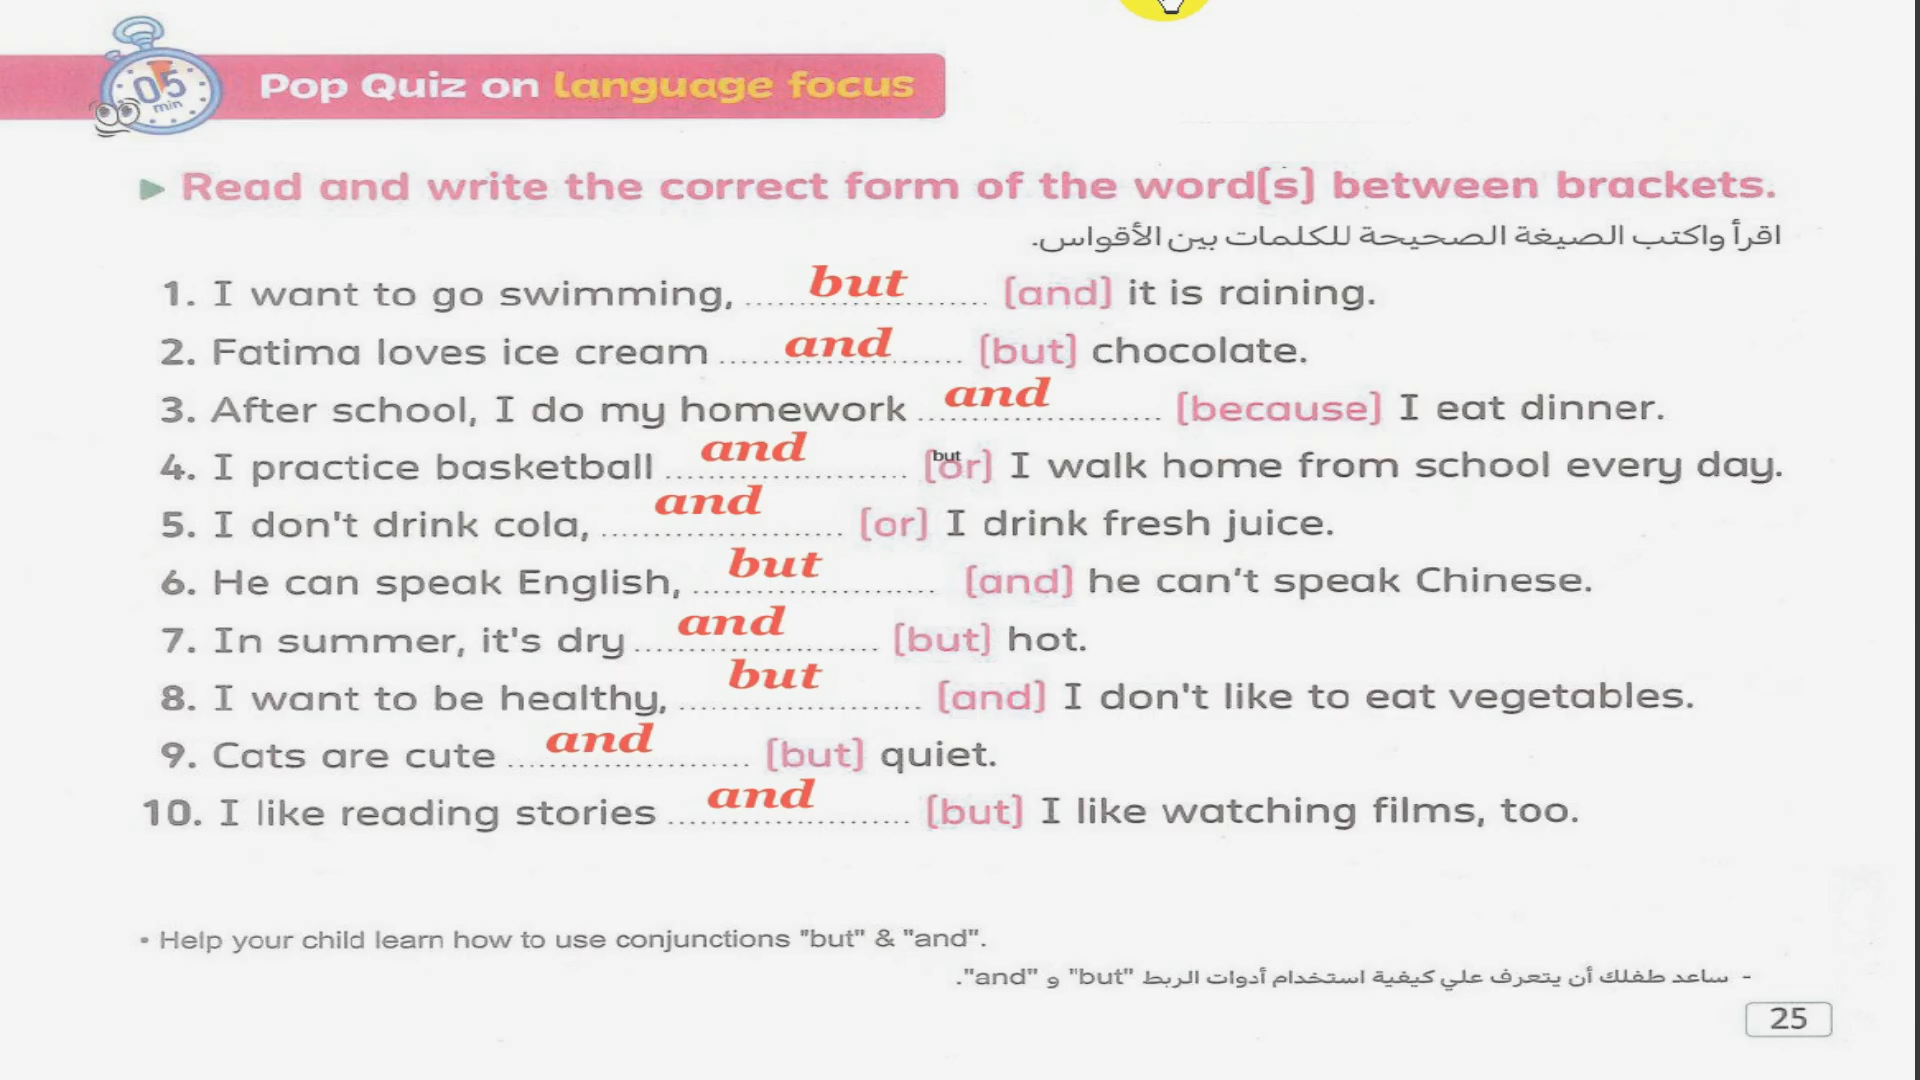 05
min
Pop Quiz on language focus
Read and write the correct form of the word(s) between brackets.
اقرأ واكتب الصيغة الصحيحة للكلمات بين الأقواس.
1. I want to go swimming, ........but........ (and) it is raining.
2. Fatima loves ice cream ........and........ (but) chocolate.
3. After school, I do my homework ........and........ (because) I eat dinner.
4. I practice basketball ........and........ (or) but I walk home from school every day.
5. I don't drink cola, ........and........ (or) I drink fresh juice.
6. He can speak English, ........but........ (and) he can't speak Chinese.
7. In summer, it's dry ........and........ (but) hot.
8. I want to be healthy, ........but........ (and) I don't like to eat vegetables.
9. Cats are cute ........and........ (but) quiet.
10. I like reading stories ........and........ (but) I like watching films, too.
• Help your child learn how to use conjunctions "but" & "and".
- ساعد طفلك أن يتعرف علي كيفية استخدام أدوات الربط "but" و "and".
25